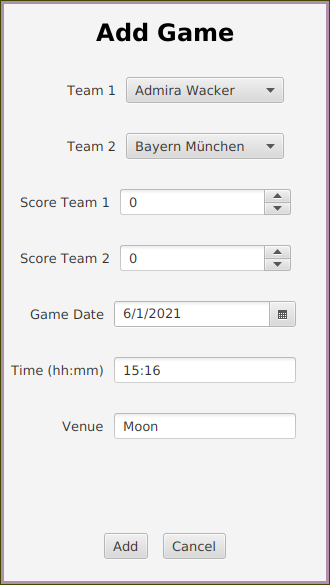 Add Game
Team 1 Admira Wacker
Team 2 Bayern München
Score Team 1 0
Score Team 2 0
Game Date 6/1/2021
Time (hh:mm) 15:16
Venue Moon
Add Cancel